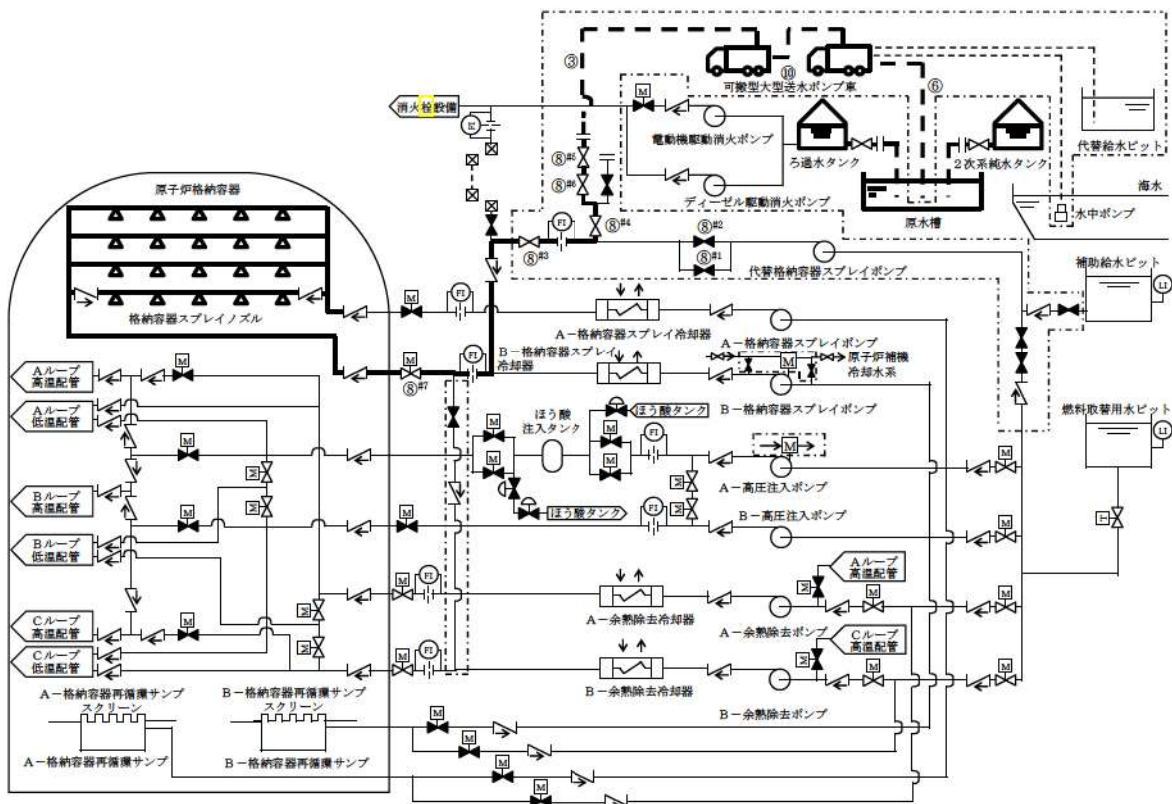 ③
⑩
可搬型大型送水ポンプ車
⑥
消火栓設備
M
電動機駆動消火ポンプ
ろ過水タンク
2次系純水タンク
代替給水ピット
FI
⑧#5
⑧#6
ディーゼル駆動消火ポンプ
原水槽
海水
水中ポンプ
原子炉格納容器
FI
⑧#4
⑧#3
⑧#2
⑧#1
代替格納容器スプレイポンプ
補助給水ピット
LI
格納容器スプレイノズル
M
FI
A-格納容器スプレイ冷却器
A-格納容器スプレイポンプ
B-格納容器スプレイ
冷却器
M
原子炉補機
冷却水系
M
⑧#7
FI
B-格納容器スプレイポンプ
燃料取替用水ピット
LI
Aループ
高温配管
M
Aループ
低温配管
ほう酸
注入タンク
ほう酸タンク
M
M
M
M
M
FI
M
A-高圧注入ポンプ
M
M
M
Bループ
高温配管
M
M
M
ほう酸タンク
FI
M
B-高圧注入ポンプ
M
T
Bループ
低温配管
Aループ
高温配管
M
M
FI
A-余熱除去冷却器
M
M
A-余熱除去ポンプ
M
Cループ
高温配管
M
M
Cループ
高温配管
Cループ
低温配管
M
FI
B-余熱除去冷却器
M
M
B-余熱除去ポンプ
M
A-格納容器再循環サンプ
スクリーン
B-格納容器再循環サンプ
スクリーン
M
M
A-格納容器再循環サンプ
B-格納容器再循環サンプ
M
M